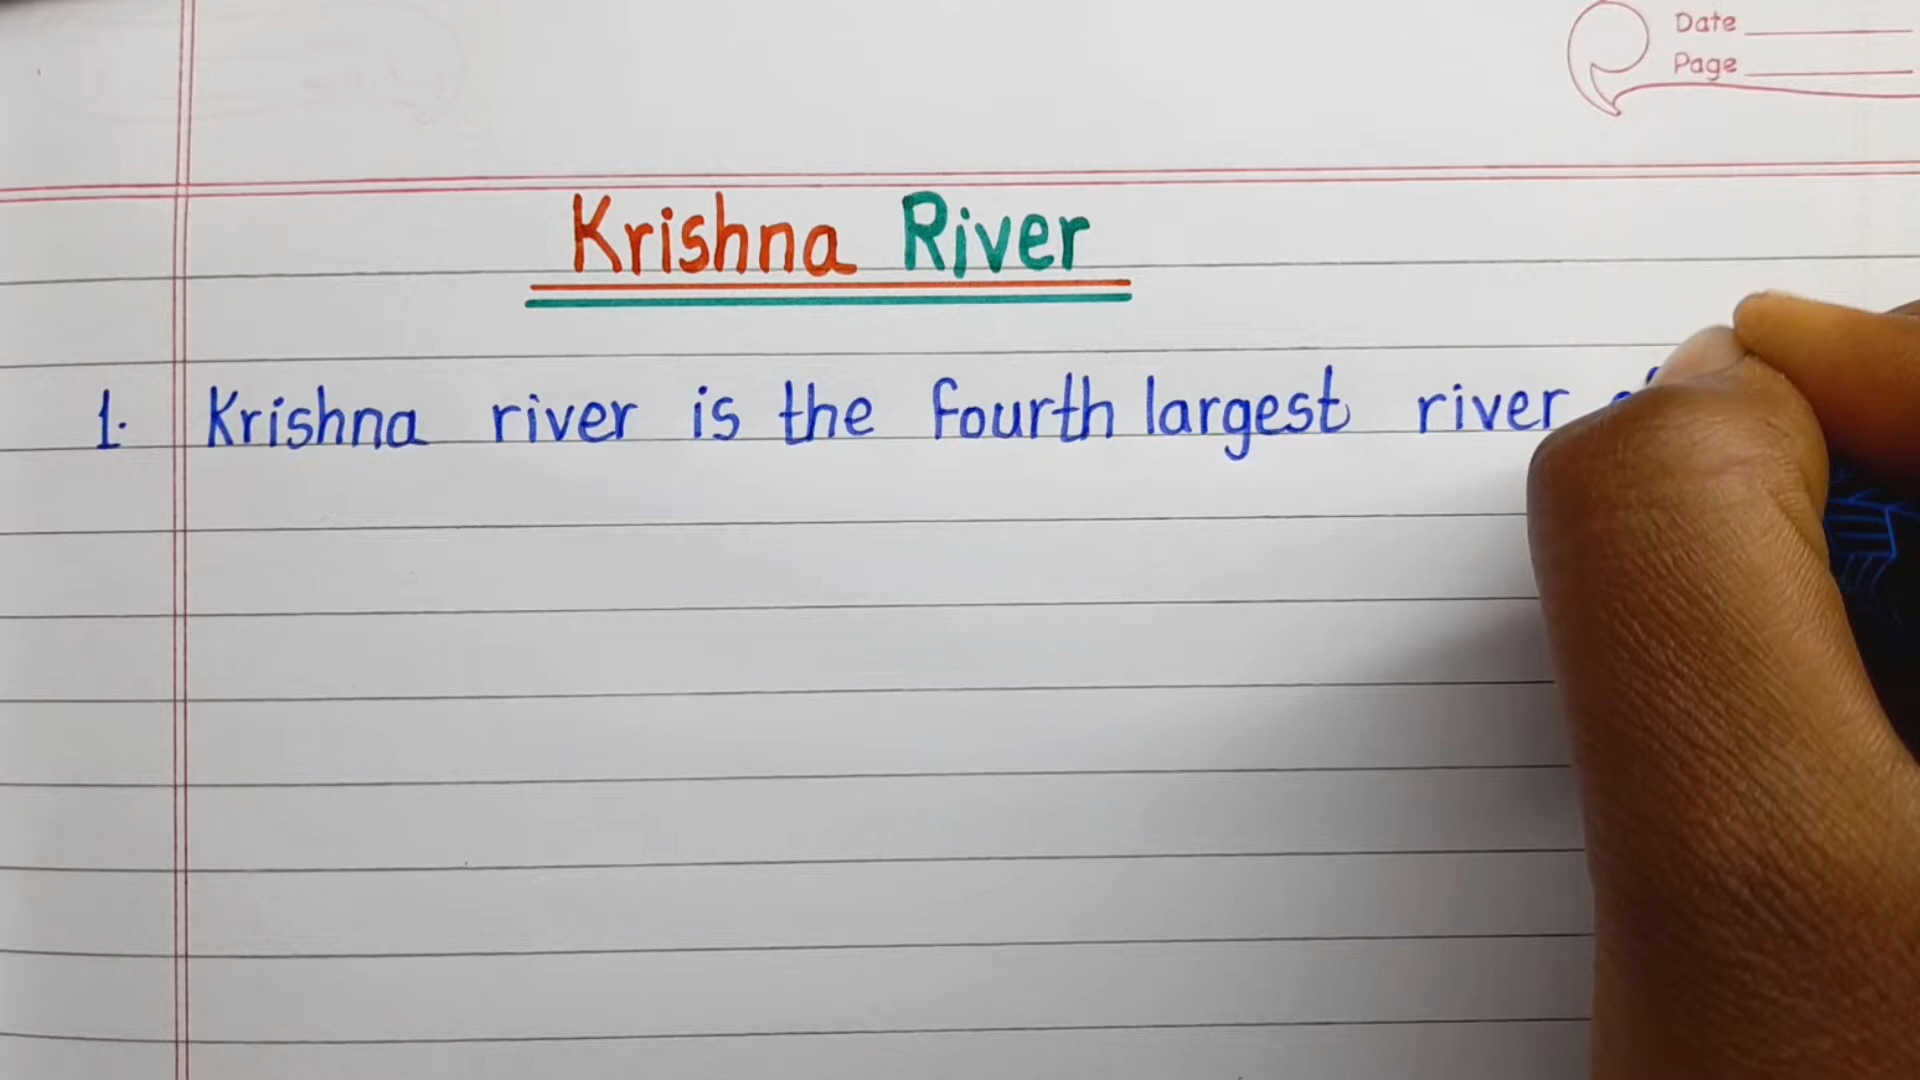 Date
Page
Krishna River
1. Krishna river is the fourth largest river